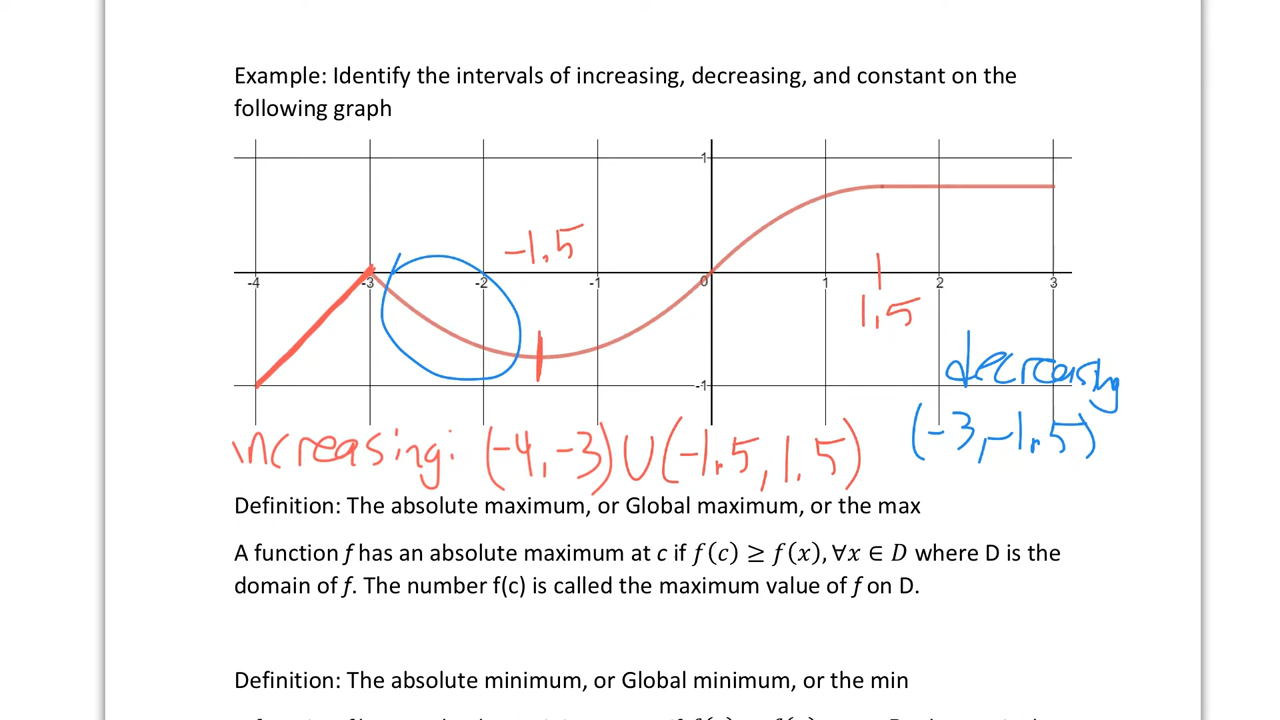 Example: Identify the intervals of increasing, decreasing, and constant on the
following graph
1
-1,5
-4 -3 -2 -1 0 1 2 3
1,5
decreasing
-1
(-3,-1.5)
increasing: (-4,-3)∪(-1.5,1.5)
Definition: The absolute maximum, or Global maximum, or the max
A function f has an absolute maximum at c if f(c) ≥ f(x), ∀x ∈ D where D is the
domain of f. The number f(c) is called the maximum value of f on D.
Definition: The absolute minimum, or Global minimum, or the min